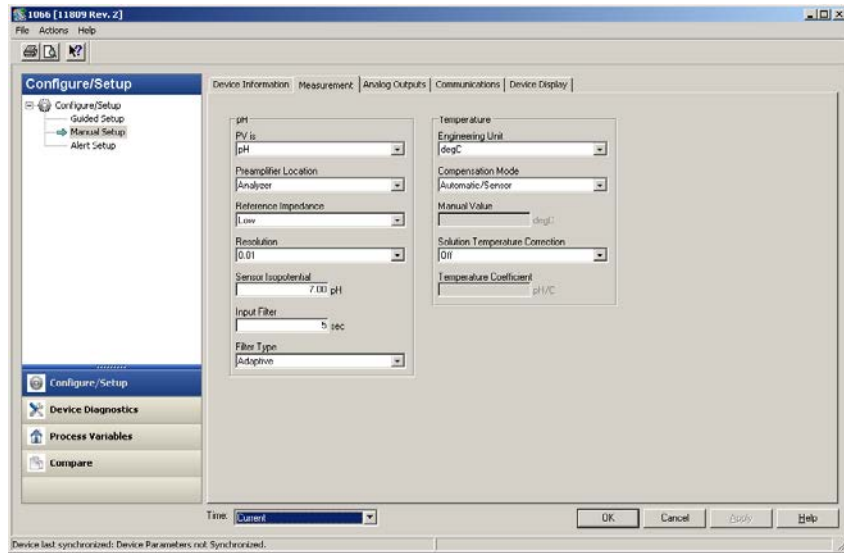 1066 [11809 Rev. 2]
File Actions Help
Configure/Setup
Configure/Setup
Guided Setup
Manual Setup
Alert Setup
Configure/Setup
Device Diagnostics
Process Variables
Compare
Device Information Measurement Analog Outputs Communications Device Display
pH
PV is
pH
Preamplifier Location
Analyzer
Reference Impedance
Low
Resolution
0.01
Sensor Isopotential
7.00 pH
Input Filter
5 sec
Filter Type
Adaptive
Temperature
Engineering Unit
degC
Compensation Mode
Automatic/Sensor
Manual Value
degC
Solution Temperature Correction
Off
Temperature Coefficient
pH/C
Time: Current
OK Cancel Apply Help
Device last synchronized: Device Parameters not Synchronized.